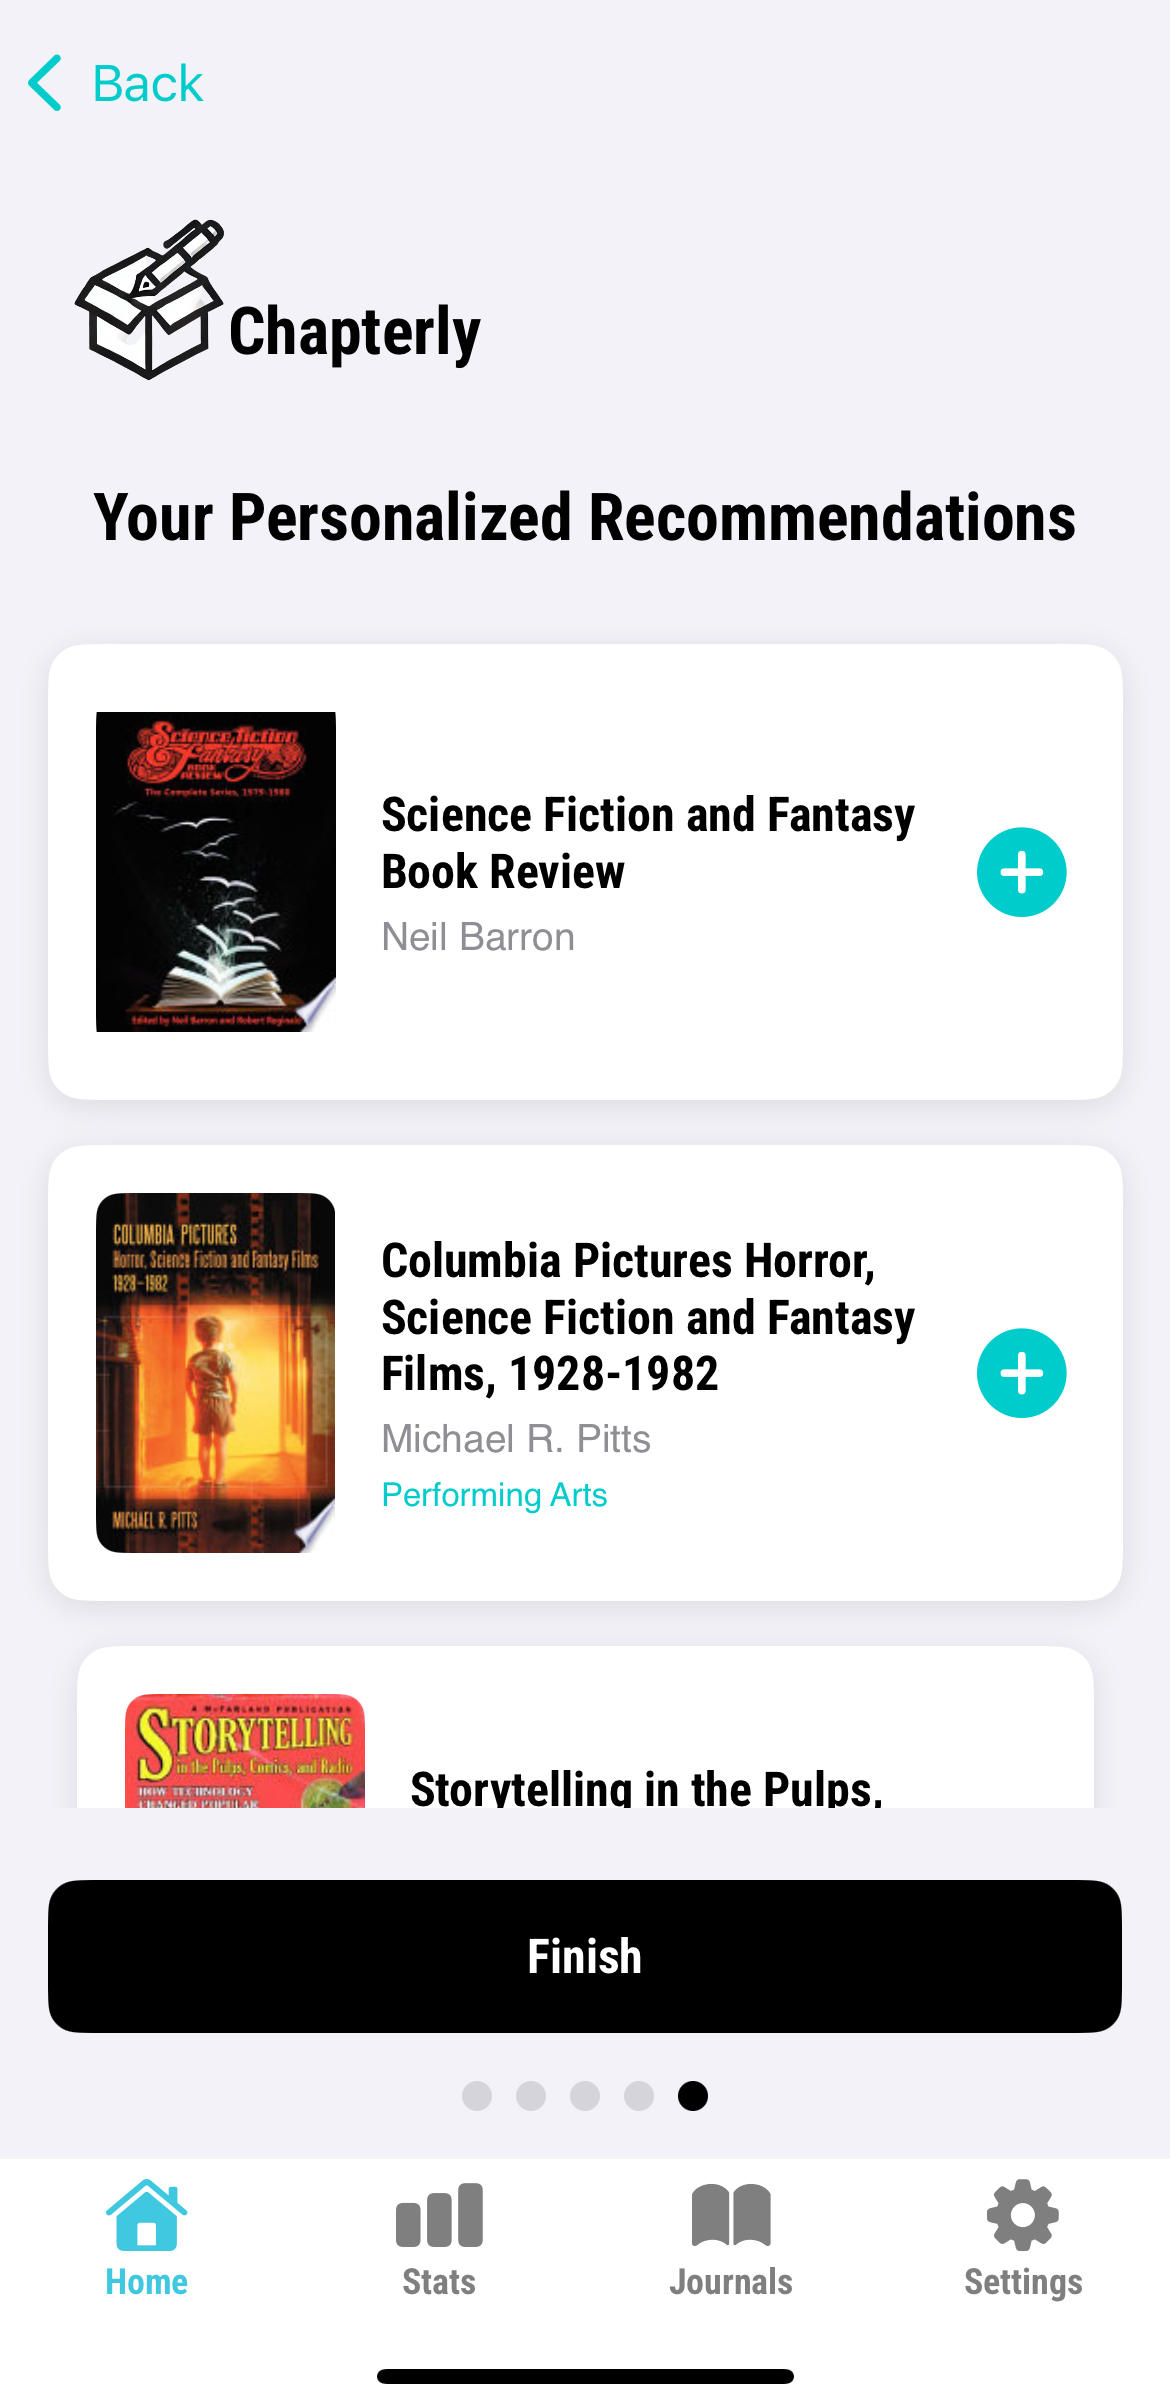 Back
Chapterly
Your Personalized Recommendations
Science Fiction
& Fantasy
BOOK
REVIEW
The Complete Series, 1979-1980
Edited by Neil Barron and Robert Reginald
Science Fiction and Fantasy
Book Review
Neil Barron
COLUMBIA PICTURES
Horror, Science Fiction and Fantasy Films
1928–1982
MICHAEL R. PITTS
Columbia Pictures Horror,
Science Fiction and Fantasy
Films, 1928-1982
Michael R. Pitts
Performing Arts
A McFARLAND PUBLICATION
STORYTELLING
in the Pulps, Comics, and Radio
HOW TECHNOLOGY
CHANGED POPULAR
Storytelling in the Pulps,
Finish
Home
Stats
Journals
Settings